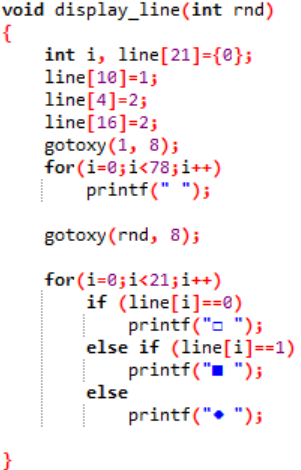 void display_line(int rnd)
{
    int i, line[21]={0};
    line[10]=1;
    line[4]=2;
    line[16]=2;
    gotoxy(1, 8);
    for(i=0;i<78;i++)
        printf(" ");

    gotoxy(rnd, 8);

    for(i=0;i<21;i++)
        if (line[i]==0)
            printf("□ ");
        else if (line[i]==1)
            printf("■ ");
        else
            printf("◆ ");

}